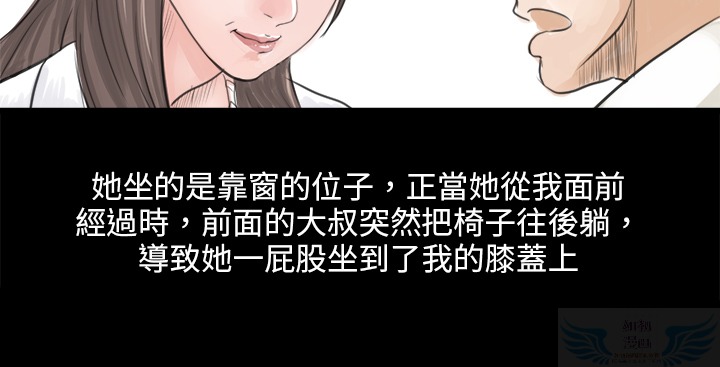 她坐的是靠窗的位子，正當她從我面前
經過時，前面的大叔突然把椅子往後躺，
導致她一屁股坐到了我的膝蓋上